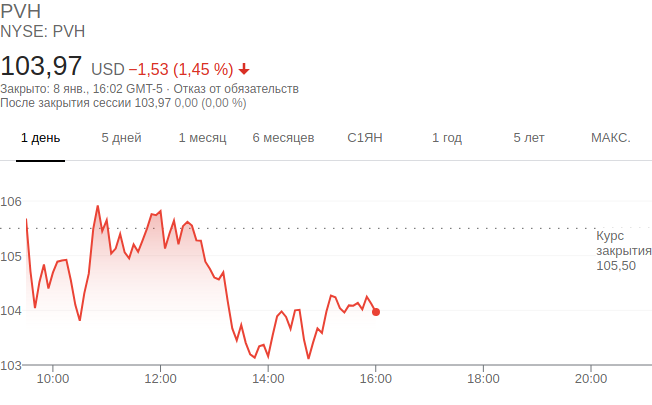 PVH
NYSE: PVH
103,97 USD −1,53 (1,45 %)
Закрыто: 8 янв., 16:02 GMT-5 · Отказ от обязательств
После закрытия сессии 103,97 0,00 (0,00 %)
1 день 5 дней 1 месяц 6 месяцев С1ЯН 1 год 5 лет МАКС.
106
Курс
закрытия
105,50
105
104
103
10:00 12:00 14:00 16:00 18:00 20:00